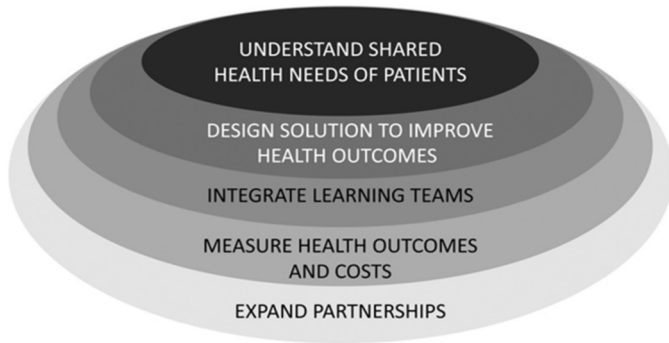 UNDERSTAND SHARED
HEALTH NEEDS OF PATIENTS
DESIGN SOLUTION TO IMPROVE
HEALTH OUTCOMES
INTEGRATE LEARNING TEAMS
MEASURE HEALTH OUTCOMES
AND COSTS
EXPAND PARTNERSHIPS